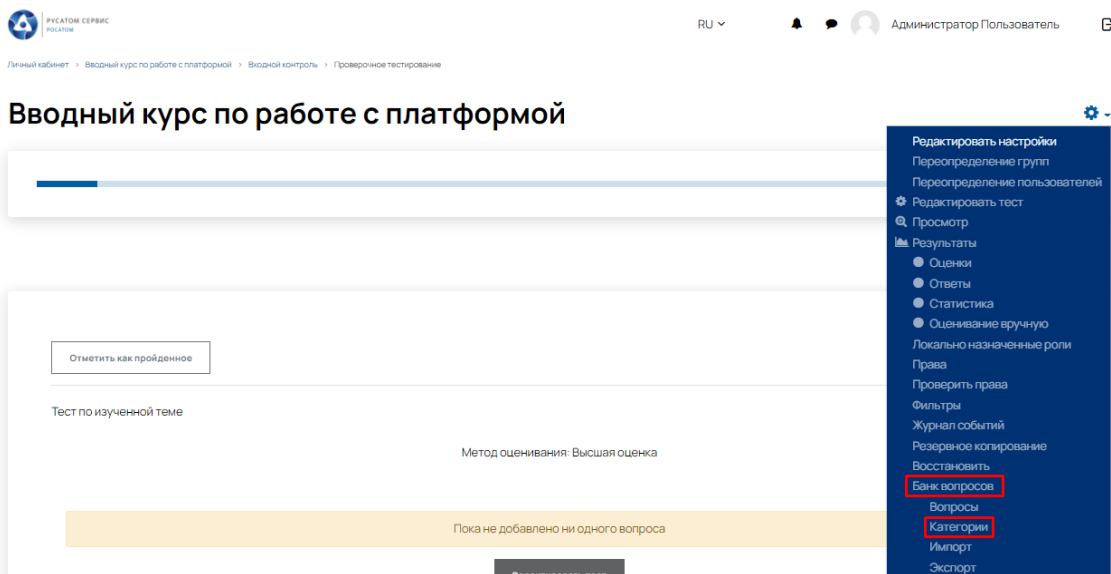 РУСАТОМ СЕРВИС
РОСАТОМ
RU
Администратор Пользователь
Личный кабинет > Вводный курс по работе с платформой > Входной контроль > Проверочное тестирование
Вводный курс по работе с платформой
Редактировать настройки
Переопределение групп
Переопределение пользователей
Редактировать тест
Просмотр
Результаты
Оценки
Ответы
Статистика
Оценивание вручную
Локально назначенные роли
Права
Проверить права
Фильтры
Журнал событий
Резервное копирование
Восстановить
Банк вопросов
Вопросы
Категории
Импорт
Экспорт
Отметить как пройденное
Тест по изученной теме
Метод оценивания: Высшая оценка
Пока не добавлено ни одного вопроса